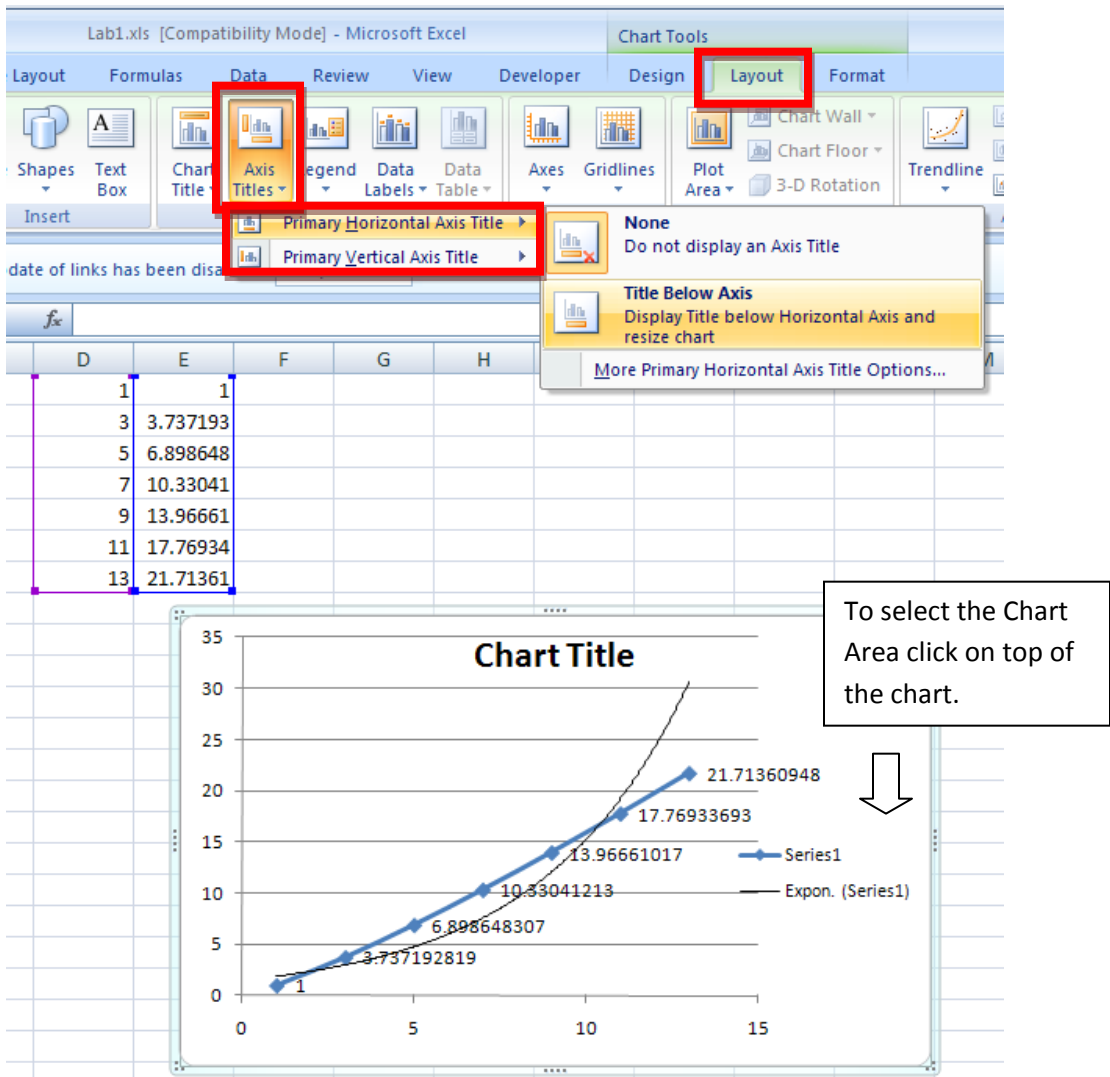 Lab1.xls [Compatibility Mode] - Microsoft Excel
Chart Tools
Layout Formulas Data Review View Developer Design Layout Format
Shapes
Text Box
Chart Title
Axis Titles
Legend
Data Labels
Data Table
Axes
Gridlines
Plot Area
Chart Wall
Chart Floor
3-D Rotation
Trendline
Insert
Primary Horizontal Axis Title
Primary Vertical Axis Title
None
Do not display an Axis Title
Title Below Axis
Display Title below Horizontal Axis and
resize chart
More Primary Horizontal Axis Title Options...
of links has been
fx
D E F G H
1 1
3 3.737193
5 6.898648
7 10.33041
9 13.96661
11 17.76934
13 21.71361
To select the Chart
Area click on top of
the chart.
Chart Title
35
30
25
20
15
10
5
0
21.71360948
17.76933693
13.96661017
10.33041213
6.898648307
3.737192819
1
Series1
Expon. (Series1)
0 5 10 15